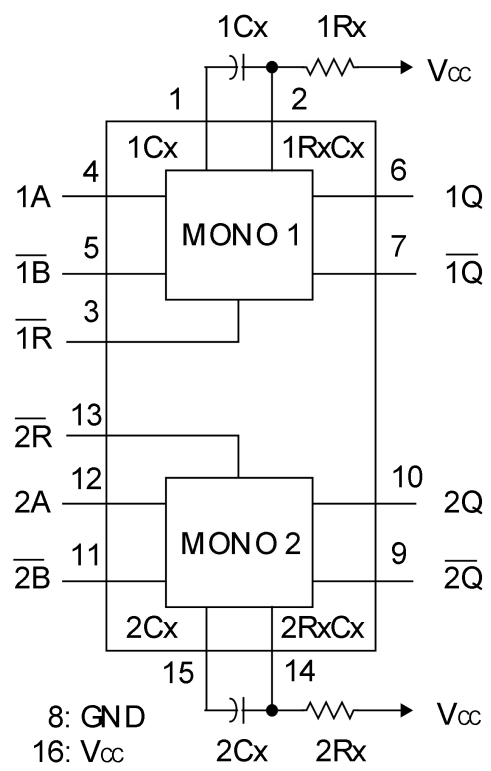 1Cx 1Rx
VCC
1 2
1Cx 1RxCx
1A 4 6 1Q
MONO 1
1B̅ 5 7 1Q̅
1R̅ 3
2R̅ 13
2A 12 10 2Q
MONO 2
2B̅ 11 9 2Q̅
2Cx 2RxCx
15 14
8: GND VCC
16: VCC 2Cx 2Rx